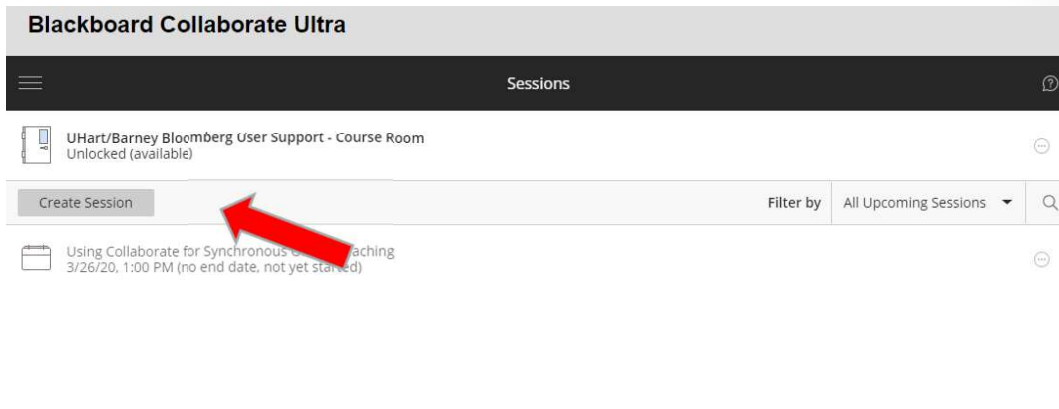 Blackboard Collaborate Ultra
Sessions
UHart/Barney Bloomberg User Support - Course Room
Unlocked (available)
Create Session
Filter by
All Upcoming Sessions
Using Collaborate for Synchronous
3/26/20, 1:00 PM (no end date, not yet started)